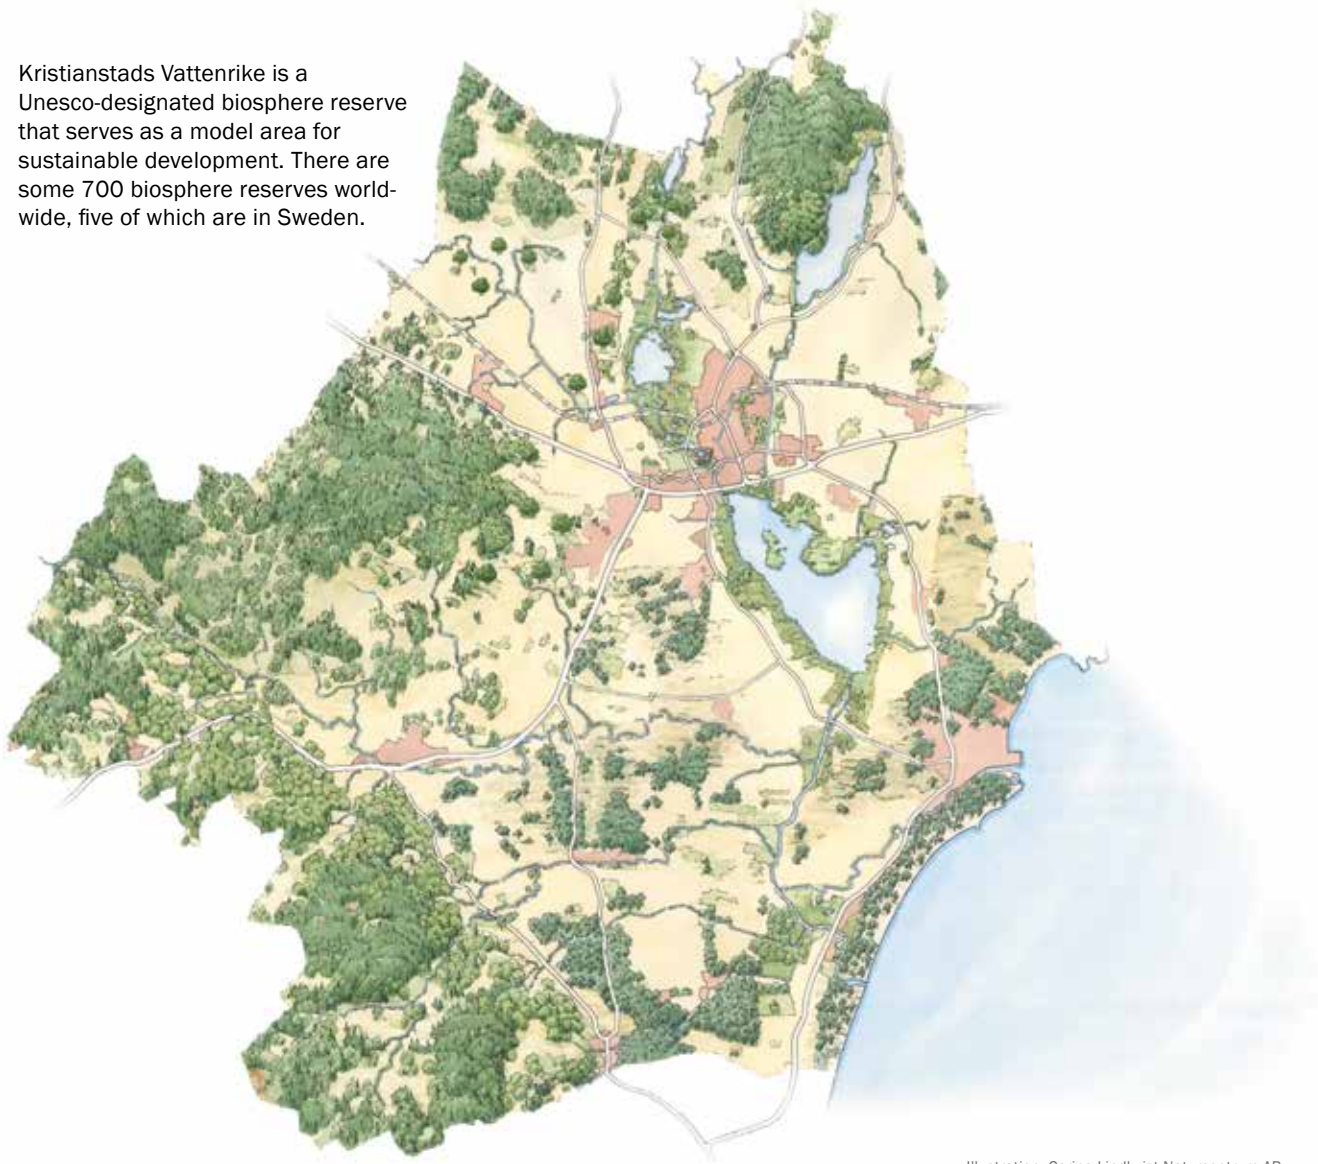 Kristianstads Vattenrike is a
Unesco-designated biosphere reserve
that serves as a model area for
sustainable development. There are
some 700 biosphere reserves world-
wide, five of which are in Sweden.